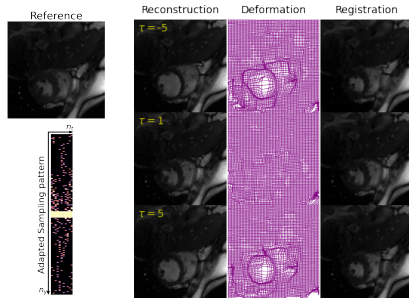 Reference
Reconstruction Deformation Registration
τ=-5
τ=1
τ=5
Adapted Sampling pattern